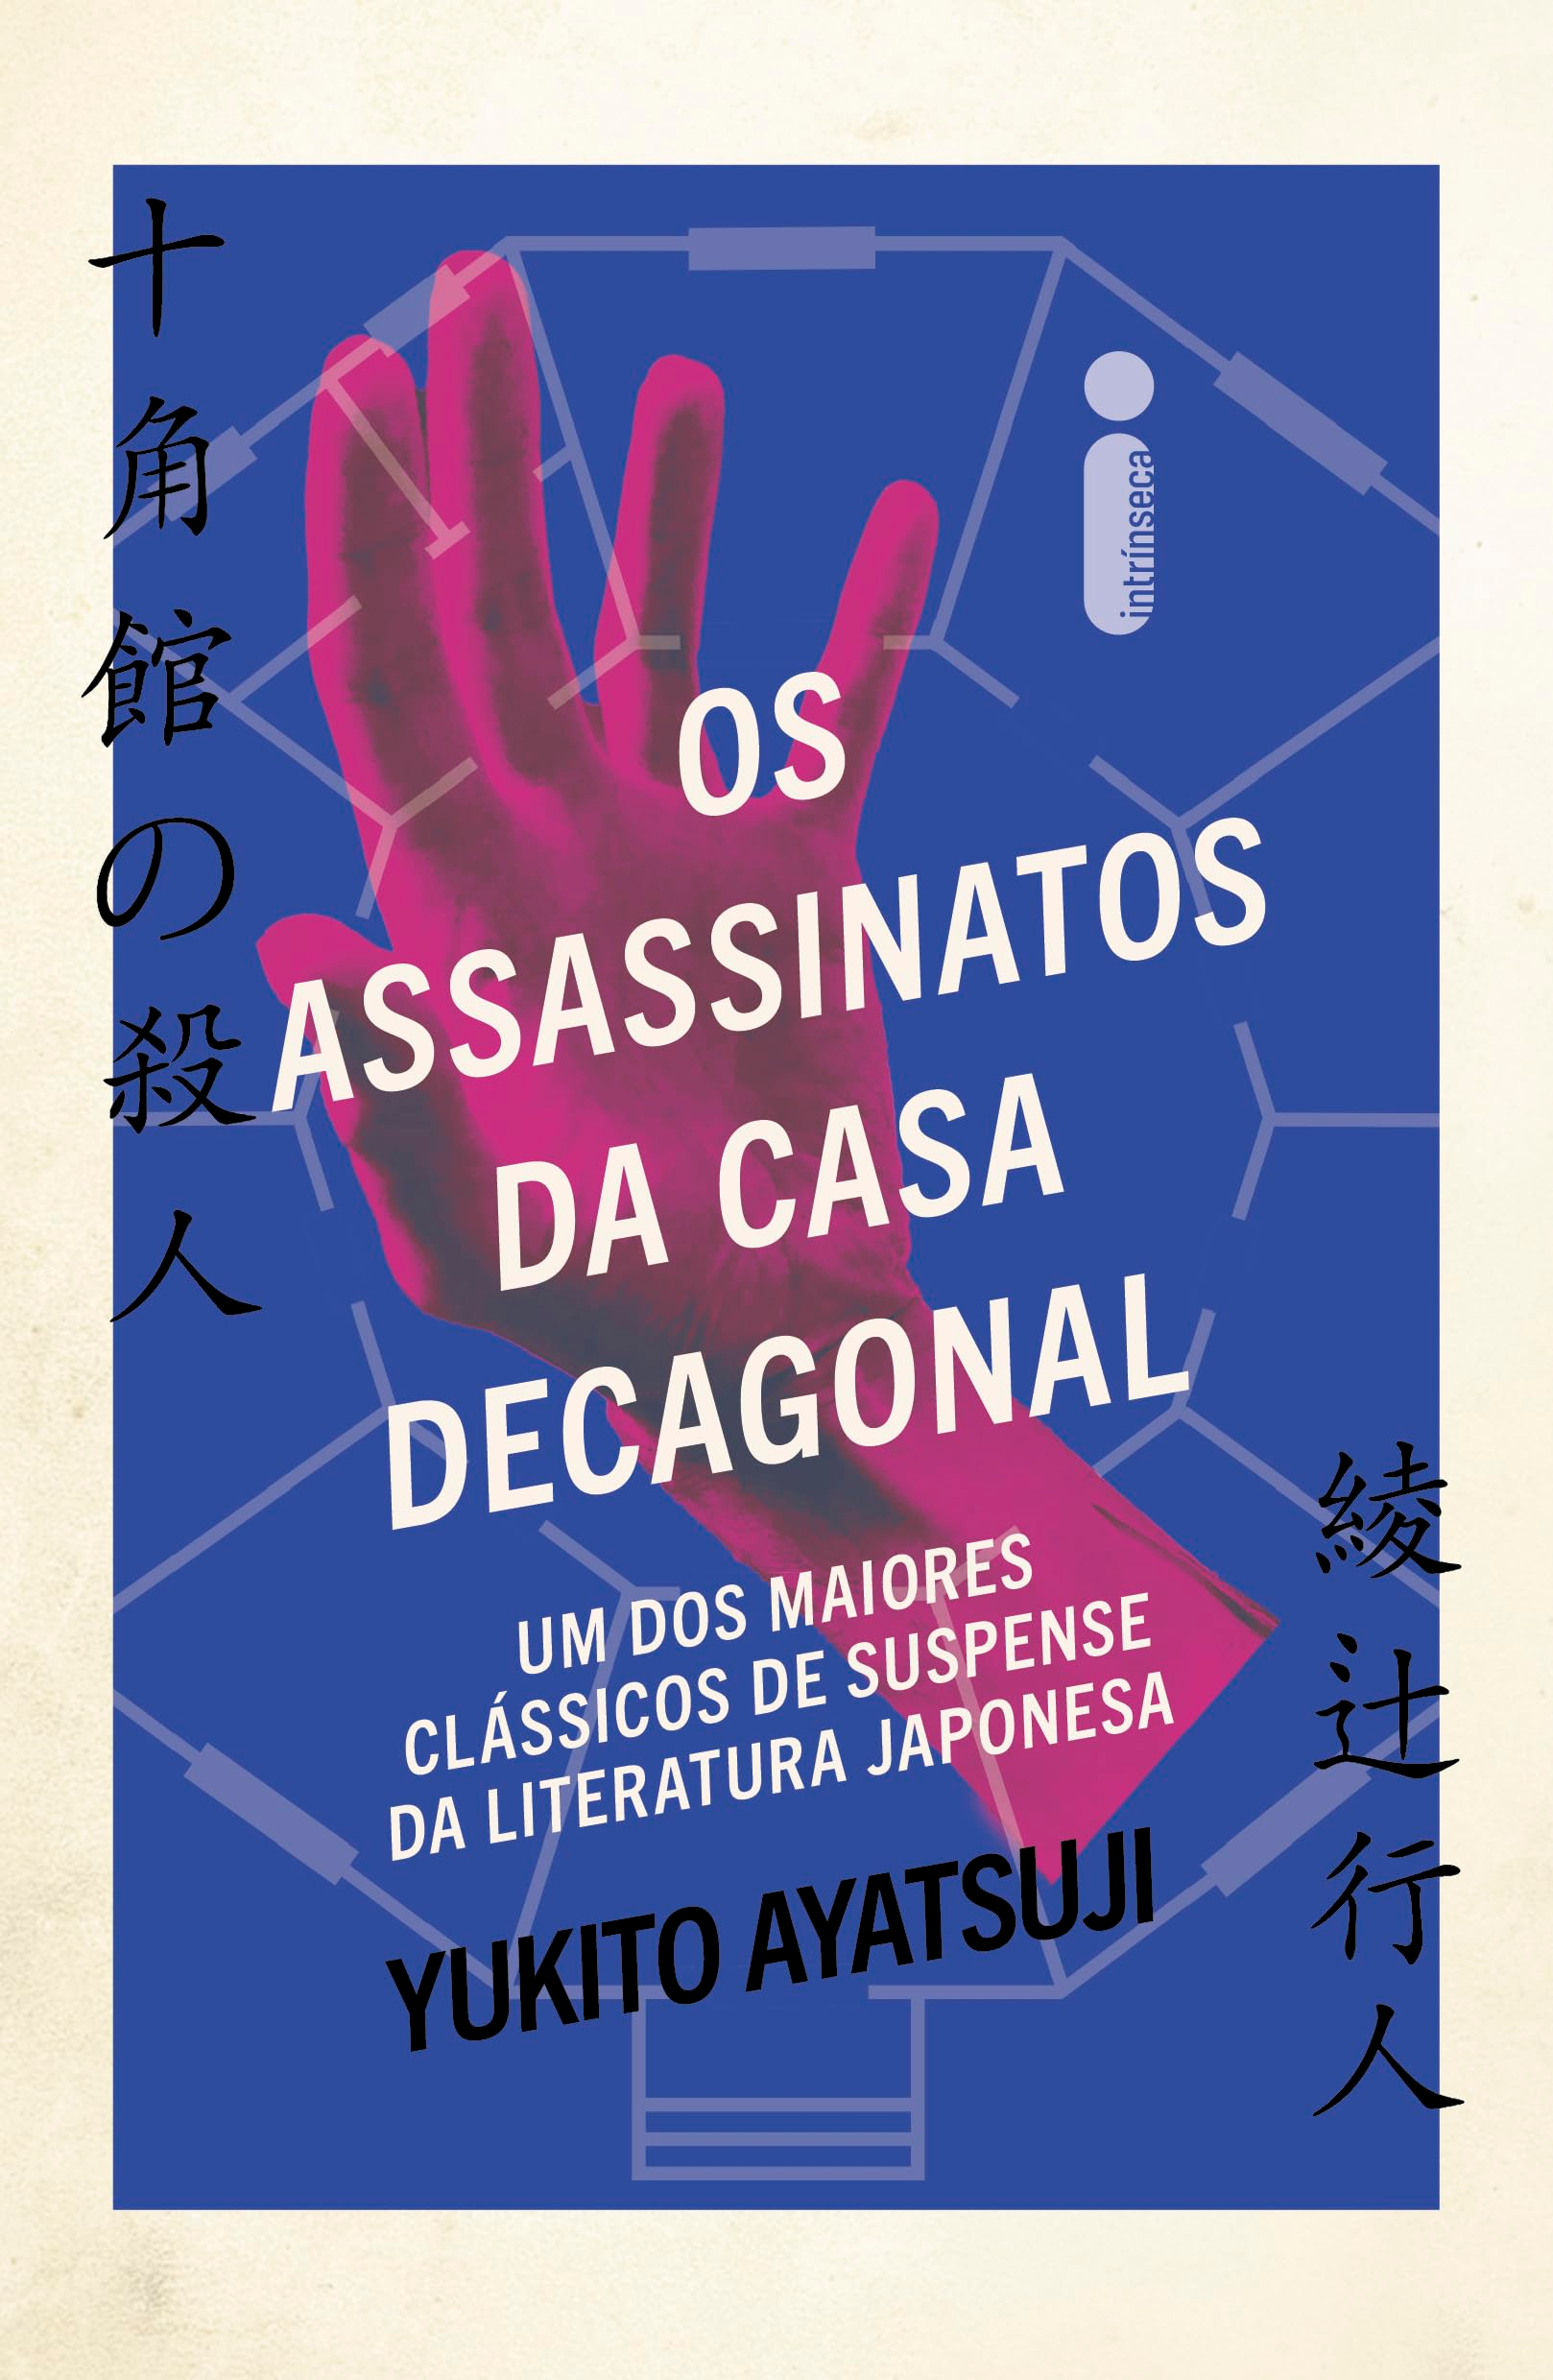 十角館の殺人
intrínseca
OS
ASSASSINATOS
DA CASA
DECAGONAL
UM DOS MAIORES
CLÁSSICOS DE SUSPENSE
DA LITERATURA JAPONESA
YUKITO AYATSUJI
綾辻行人